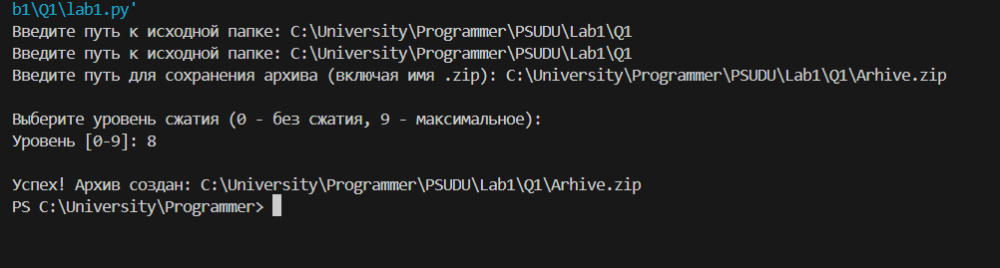 b1\Q1\lab1.py'
Введите путь к исходной папке: C:\University\Programmer\PSUDU\Lab1\Q1
Введите путь к исходной папке: C:\University\Programmer\PSUDU\Lab1\Q1
Введите путь для сохранения архива (включая имя .zip): C:\University\Programmer\PSUDU\Lab1\Q1\Arhive.zip
Выберите уровень сжатия (0 - без сжатия, 9 - максимальное):
Уровень [0-9]: 8
Успех! Архив создан: C:\University\Programmer\PSUDU\Lab1\Q1\Arhive.zip
PS C:\University\Programmer>